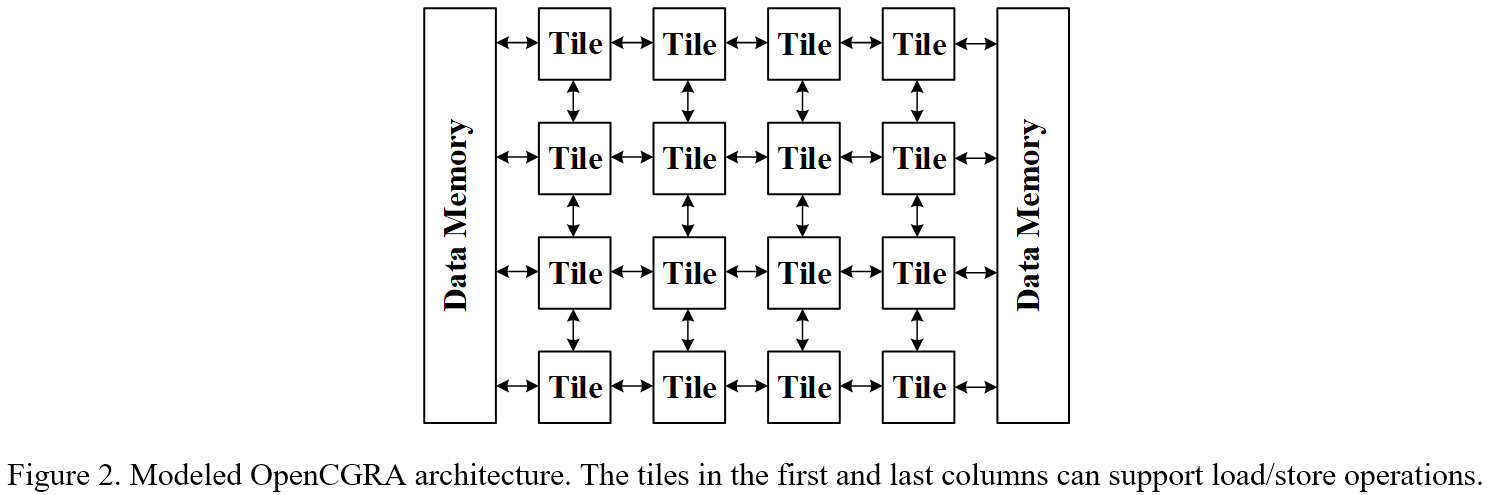 Data Memory
Tile Tile Tile Tile
Tile Tile Tile Tile
Tile Tile Tile Tile
Tile Tile Tile Tile
Data Memory
Figure 2. Modeled OpenCGRA architecture. The tiles in the first and last columns can support load/store operations.